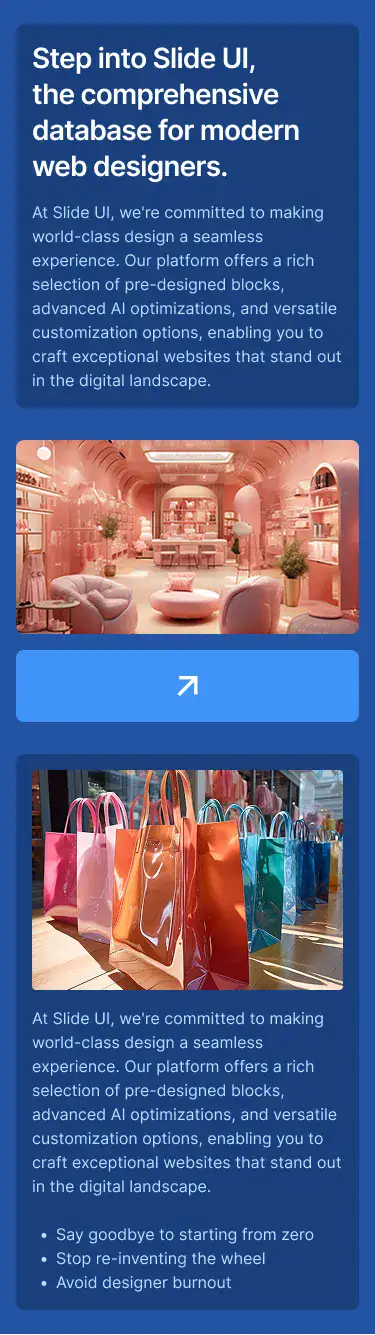 Step into Slide UI,
the comprehensive
database for modern
web designers.
At Slide UI, we're committed to making
world-class design a seamless
experience. Our platform offers a rich
selection of pre-designed blocks,
advanced AI optimizations, and versatile
customization options, enabling you to
craft exceptional websites that stand out
in the digital landscape.
At Slide UI, we're committed to making
world-class design a seamless
experience. Our platform offers a rich
selection of pre-designed blocks,
advanced AI optimizations, and versatile
customization options, enabling you to
craft exceptional websites that stand out
in the digital landscape.
• Say goodbye to starting from zero
• Stop re-inventing the wheel
• Avoid designer burnout